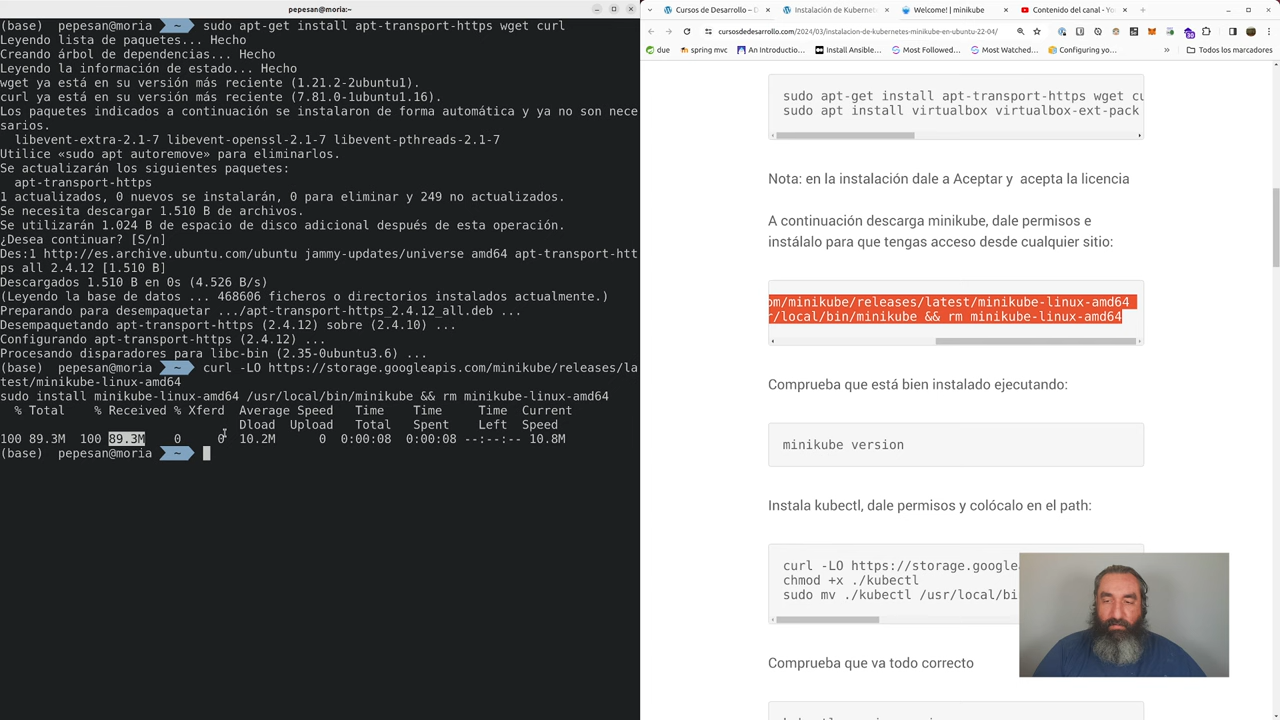 pepesan@moria:~
(base) pepesan@moria ~ sudo apt-get install apt-transport-https wget curl
Leyendo lista de paquetes... Hecho
Creando árbol de dependencias... Hecho
Leyendo la información de estado... Hecho
wget ya está en su versión más reciente (1.21.2-2ubuntu1).
curl ya está en su versión más reciente (7.81.0-1ubuntu1.16).
Los paquetes indicados a continuación se instalaron de forma automática y ya no son nece
sarios.
libevent-extra-2.1-7 libevent-openssl-2.1-7 libevent-pthreads-2.1-7
Utilice «sudo apt autoremove» para eliminarlos.
Se actualizarán los siguientes paquetes:
apt-transport-https
1 actualizados, 0 nuevos se instalarán, 0 para eliminar y 249 no actualizados.
Se necesita descargar 1.510 B de archivos.
Se utilizarán 1.024 B de espacio de disco adicional después de esta operación.
¿Desea continuar? [S/n]
Des:1 http://es.archive.ubuntu.com/ubuntu jammy-updates/universe amd64 apt-transport-htt
ps all 2.4.12 [1.510 B]
Descargados 1.510 B en 0s (4.526 B/s)
(Leyendo la base de datos ... 468606 ficheros o directorios instalados actualmente.)
Preparando para desempaquetar .../apt-transport-https_2.4.12_all.deb ...
Desempaquetando apt-transport-https (2.4.12) sobre (2.4.10) ...
Configurando apt-transport-https (2.4.12) ...
Procesando disparadores para libc-bin (2.35-0ubuntu3.6) ...
(base) pepesan@moria ~ curl -LO https://storage.googleapis.com/minikube/releases/la
test/minikube-linux-amd64
sudo install minikube-linux-amd64 /usr/local/bin/minikube && rm minikube-linux-amd64
% Total % Received % Xferd Average Speed Time Time Time Current
Dload Upload Total Spent Left Speed
100 89.3M 100 89.3M 0 0 10.2M 0 0:00:08 0:00:08 --:--:-- 10.8M
(base) pepesan@moria ~
Cursos de Desarrollo – D
Instalación de Kubernet
Welcome! | minikube
Contenido del canal - Yo
cursosdedesarrollo.com/2024/03/instalacion-de-kubernetes-minikube-en-ubuntu-22-04/
due
spring mvc
An Introductio...
Install Ansible...
Most Followed...
Most Watched...
Configuring yo...
»
Todos los marcadores
sudo apt-get install apt-transport-https wget cu
sudo apt install virtualbox virtualbox-ext-pack
Nota: en la instalación dale a Aceptar y acepta la licencia
A continuación descarga minikube, dale permisos e
instálalo para que tengas acceso desde cualquier sitio:
om/minikube/releases/latest/minikube-linux-amd64
r/local/bin/minikube && rm minikube-linux-amd64
Comprueba que está bien instalado ejecutando:
minikube version
Instala kubectl, dale permisos y colócalo en el path:
curl -LO https://storage.googlea
chmod +x ./kubectl
sudo mv ./kubectl /usr/local/bi
Comprueba que va todo correcto